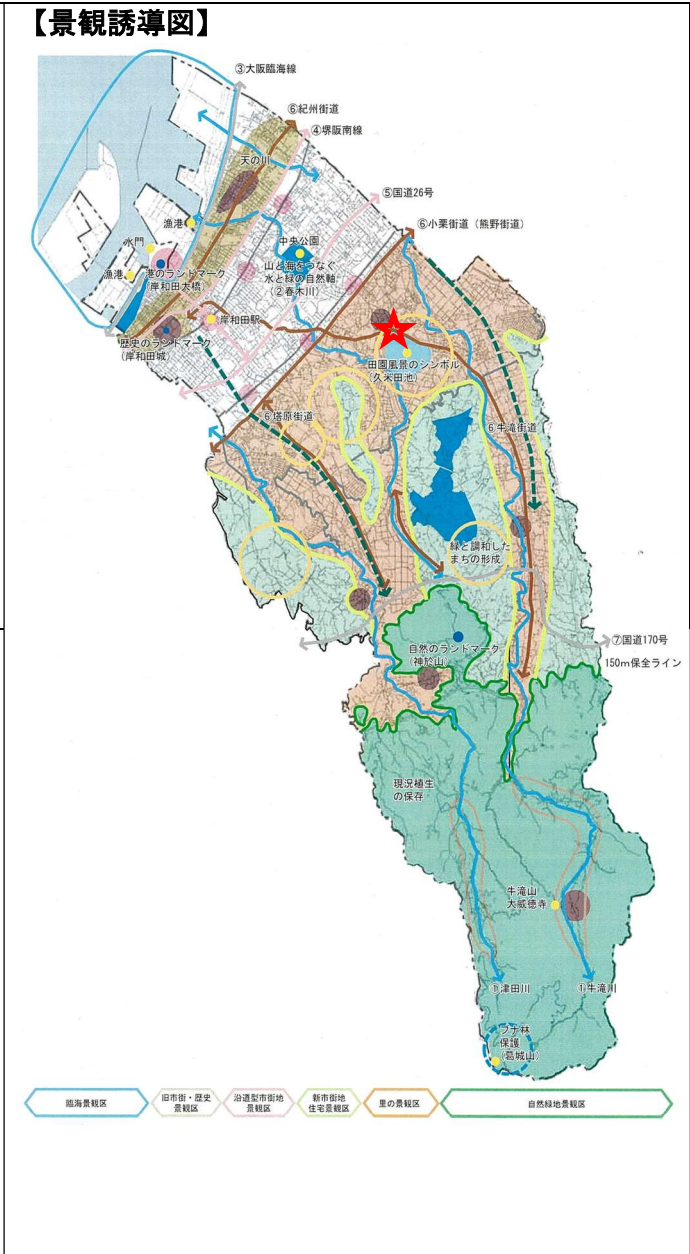 【景観誘導図】
③大阪臨海線
⑥紀州街道
④堺阪南線
天の川
⑤国道26号
漁港
⑥小栗街道（熊野街道）
水門
中央公園
漁港
港のランドマーク
（岸和田大橋）
山と海をつなぐ
水と緑の自然軸
（②春木川）
岸和田駅
歴史のランドマーク
（岸和田城）
田園風景のシンボル
（久米田池）
⑥塔原街道
⑥牛滝街道
緑と調和した
まちの形成
⑦国道170号
自然のランドマーク
（神於山）
150m保全ライン
現況植生
の保存
牛滝山
大威徳寺
①津田川
①牛滝川
ブナ林
保護
（葛城山）
臨海景観区
旧市街・歴史
景観区
沿道型市街地
景観区
新市街地
住宅景観区
里の景観区
自然緑地景観区